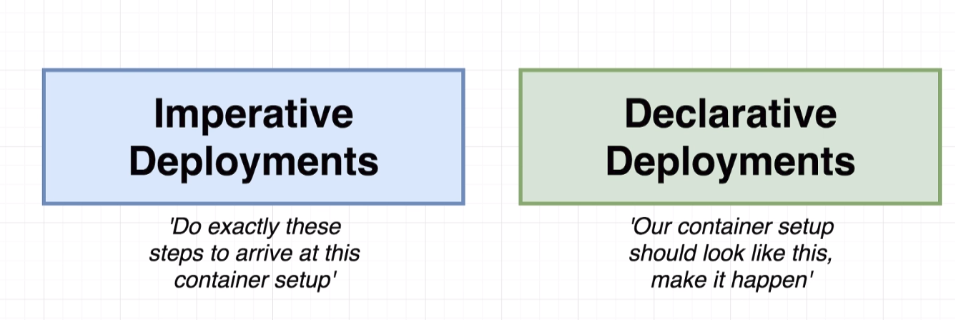 Imperative
Deployments
'Do exactly these
steps to arrive at this
container setup'
Declarative
Deployments
'Our container setup
should look like this,
make it happen'